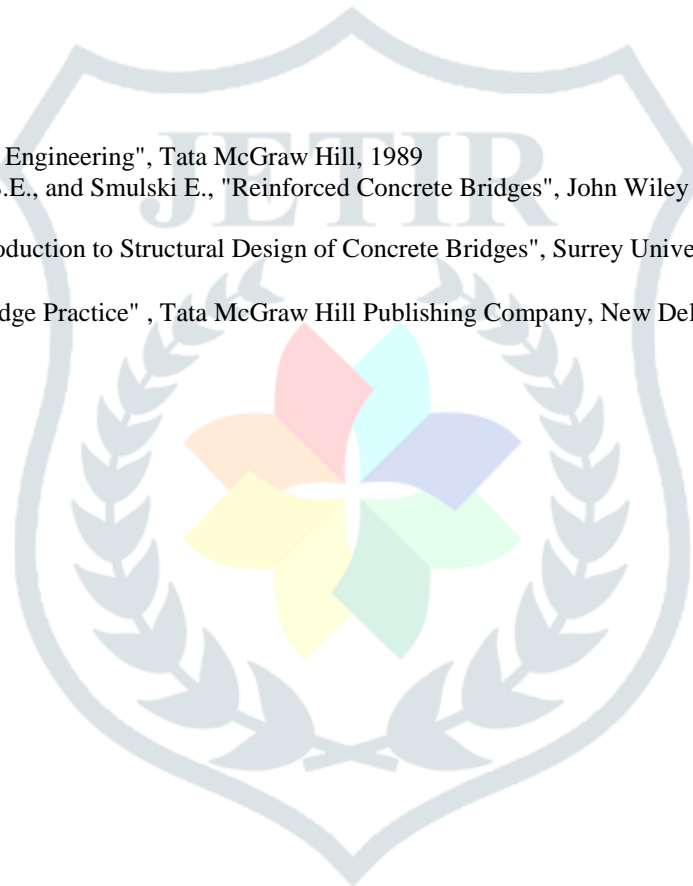 JETIR
Engineering", Tata McGraw Hill, 1989
.E., and Smulski E., "Reinforced Concrete Bridges", John Wiley
oduction to Structural Design of Concrete Bridges", Surrey Unive
dge Practice" , Tata McGraw Hill Publishing Company, New Del